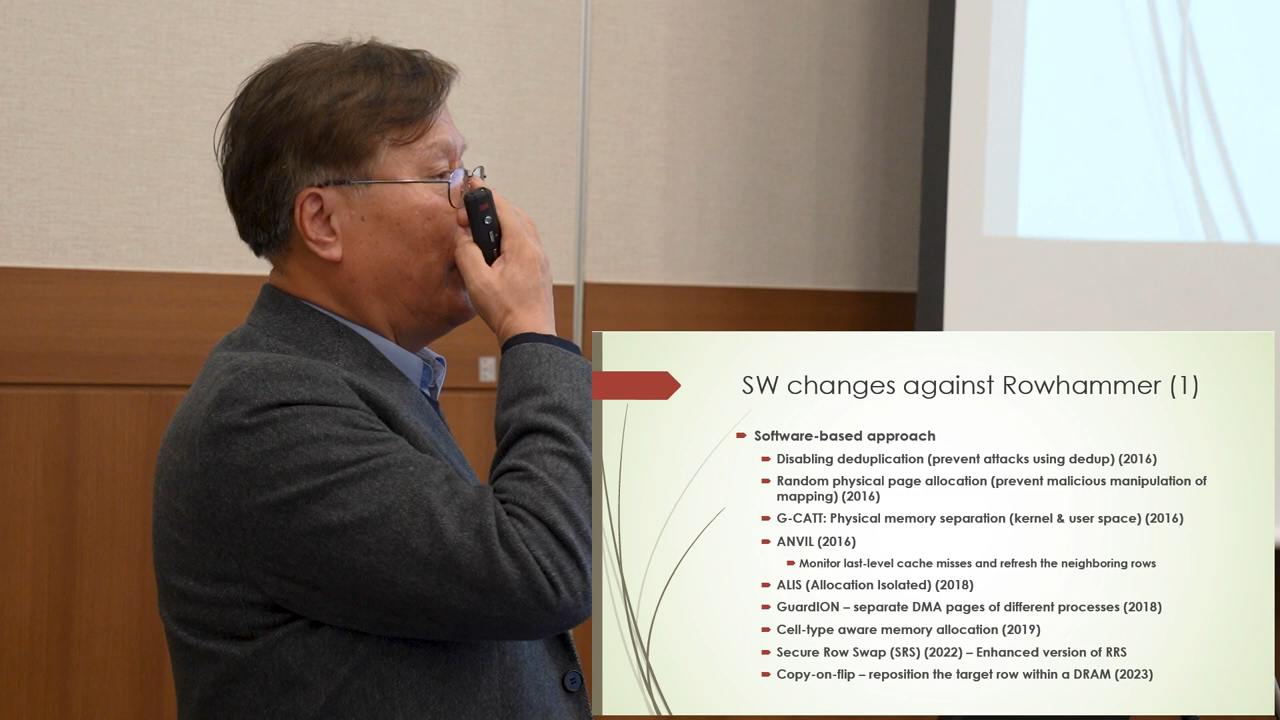 SW changes against Rowhammer (1)
Software-based approach
Disabling deduplication (prevent attacks using dedup) (2016)
Random physical page allocation (prevent malicious manipulation of
mapping) (2016)
G-CATT: Physical memory separation (kernel & user space) (2016)
ANVIL (2016)
Monitor last-level cache misses and refresh the neighboring rows
ALIS (Allocation Isolated) (2018)
GuardION – separate DMA pages of different processes (2018)
Cell-type aware memory allocation (2019)
Secure Row Swap (SRS) (2022) – Enhanced version of RRS
Copy-on-flip – reposition the target row within a DRAM (2023)